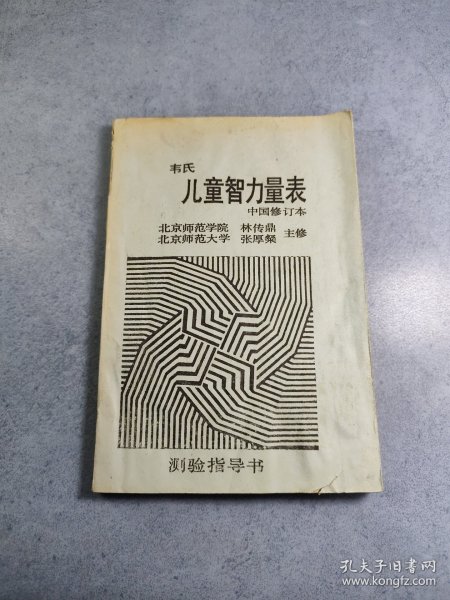 韦氏
儿童智力量表
中国修订本
北京师范学院 林传鼎
北京师范大学 张厚粲 主修
测验指导书
孔夫子旧书网
www.kongfz.com